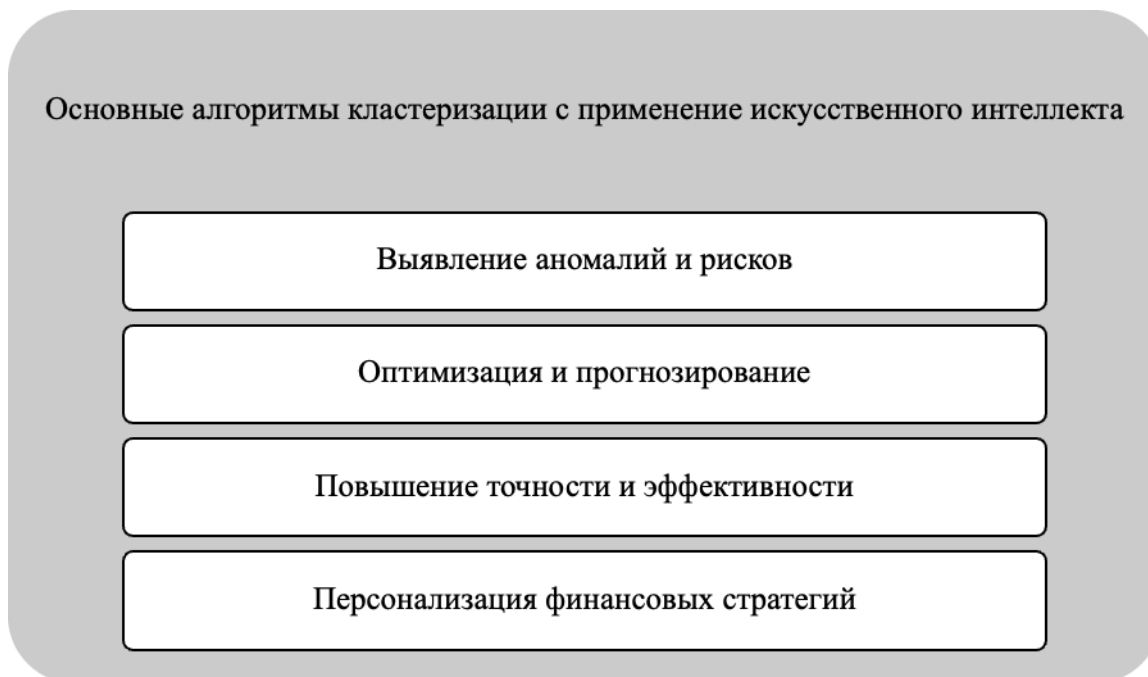 Основные алгоритмы кластеризации с применение искусственного интеллекта
Выявление аномалий и рисков
Оптимизация и прогнозирование
Повышение точности и эффективности
Персонализация финансовых стратегий